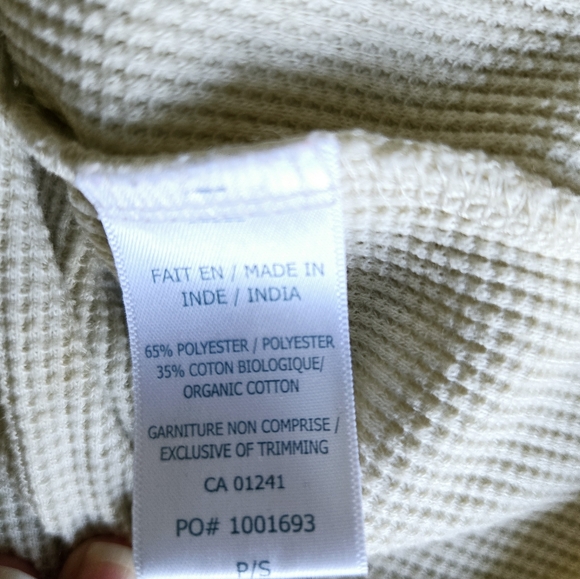 FAIT EN / MADE IN
INDE / INDIA
65% POLYESTER / POLYESTER
35% COTON BIOLOGIQUE/
ORGANIC COTTON
GARNITURE NON COMPRISE /
EXCLUSIVE OF TRIMMING
CA 01241
PO# 1001693
P/S